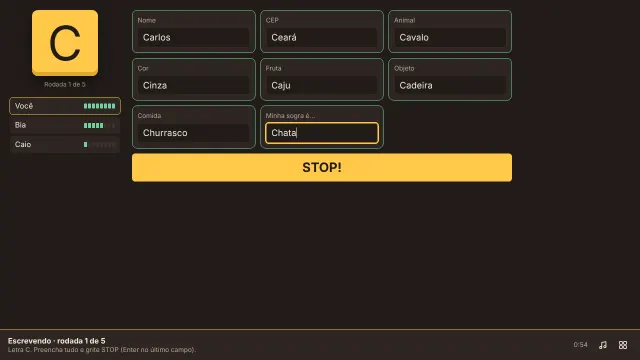 C
Rodada 1 de 5
Você
Bia
Caio
Nome
Carlos
CEP
Ceará
Animal
Cavalo
Cor
Cinza
Fruta
Caju
Objeto
Cadeira
Comida
Churrasco
Minha sogra é...
Chata
STOP!
Escrevendo · rodada 1 de 5
Letra C. Preencha tudo e grite STOP (Enter no último campo).
0:54